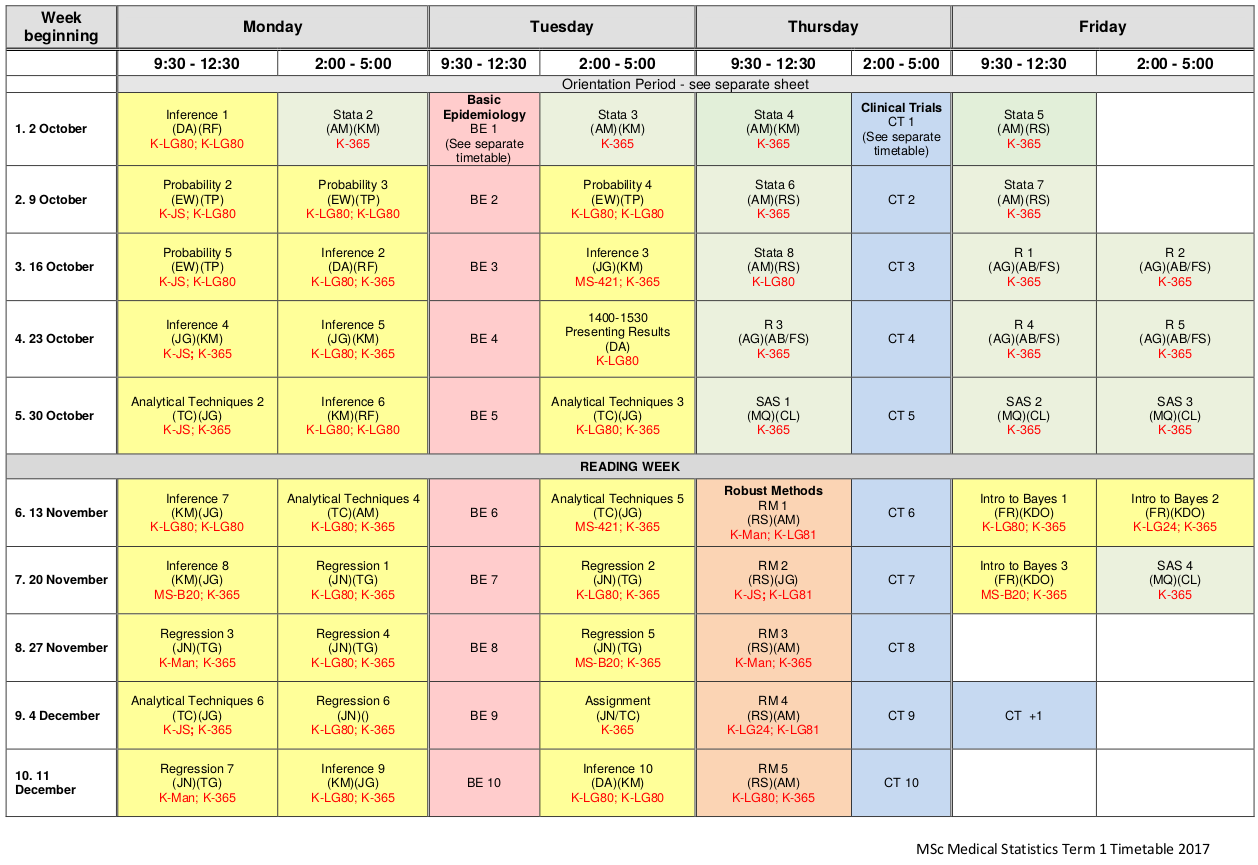 Week beginning
Monday
Tuesday
Thursday
Friday
9:30 - 12:30
2:00 - 5:00
9:30 - 12:30
2:00 - 5:00
9:30 - 12:30
2:00 - 5:00
9:30 - 12:30
2:00 - 5:00
Orientation Period - see separate sheet
1. 2 October
Inference 1
(DA)(RF)
K-LG80; K-LG80
Stata 2
(AM)(KM)
K-365
Basic
Epidemiology
BE 1
(See separate
timetable)
Stata 3
(AM)(KM)
K-365
Stata 4
(AM)(KM)
K-365
Clinical Trials
CT 1
(See separate
timetable)
Stata 5
(AM)(RS)
K-365
2. 9 October
Probability 2
(EW)(TP)
K-JS; K-LG80
Probability 3
(EW)(TP)
K-LG80; K-LG80
BE 2
Probability 4
(EW)(TP)
K-LG80; K-LG80
Stata 6
(AM)(RS)
K-365
CT 2
Stata 7
(AM)(RS)
K-365
3. 16 October
Probability 5
(EW)(TP)
K-JS; K-LG80
Inference 2
(DA)(RF)
K-LG80; K-365
BE 3
Inference 3
(JG)(KM)
MS-421; K-365
Stata 8
(AM)(RS)
K-LG80
CT 3
R 1
(AG)(AB/FS)
K-365
R 2
(AG)(AB/FS)
K-365
4. 23 October
Inference 4
(JG)(KM)
K-JS; K-365
Inference 5
(JG)(KM)
K-LG80; K-365
BE 4
1400-1530
Presenting Results
(DA)
K-LG80
R 3
(AG)(AB/FS)
K-365
CT 4
R 4
(AG)(AB/FS)
K-365
R 5
(AG)(AB/FS)
K-365
5. 30 October
Analytical Techniques 2
(TC)(JG)
K-JS; K-365
Inference 6
(KM)(RF)
K-LG80; K-LG80
BE 5
Analytical Techniques 3
(TC)(JG)
K-LG80; K-365
SAS 1
(MQ)(CL)
K-365
CT 5
SAS 2
(MQ)(CL)
K-365
SAS 3
(MQ)(CL)
K-365
READING WEEK
6. 13 November
Inference 7
(KM)(JG)
K-LG80; K-LG80
Analytical Techniques 4
(TC)(AM)
K-LG80; K-365
BE 6
Analytical Techniques 5
(TC)(JG)
MS-421; K-365
Robust Methods
RM 1
(RS)(AM)
K-Man; K-LG81
CT 6
Intro to Bayes 1
(FR)(KDO)
K-LG80; K-365
Intro to Bayes 2
(FR)(KDO)
K-LG24; K-365
7. 20 November
Inference 8
(KM)(JG)
MS-B20; K-365
Regression 1
(JN)(TG)
K-LG80; K-365
BE 7
Regression 2
(JN)(TG)
K-LG80; K-365
RM 2
(RS)(JG)
K-JS; K-LG81
CT 7
Intro to Bayes 3
(FR)(KDO)
MS-B20; K-365
SAS 4
(MQ)(CL)
K-365
8. 27 November
Regression 3
(JN)(TG)
K-Man; K-365
Regression 4
(JN)(TG)
K-LG80; K-365
BE 8
Regression 5
(JN)(TG)
MS-B20; K-365
RM 3
(RS)(AM)
K-Man; K-365
CT 8
9. 4 December
Analytical Techniques 6
(TC)(JG)
K-JS; K-365
Regression 6
(JN)()
K-LG80; K-365
BE 9
Assignment
(JN/TC)
K-365
RM 4
(RS)(AM)
K-LG24; K-LG81
CT 9
CT +1
10. 11
December
Regression 7
(JN)(TG)
K-Man; K-365
Inference 9
(KM)(JG)
K-LG80; K-365
BE 10
Inference 10
(DA)(KM)
K-LG80; K-LG80
RM 5
(RS)(AM)
K-LG80; K-365
CT 10
MSc Medical Statistics Term 1 Timetable 2017